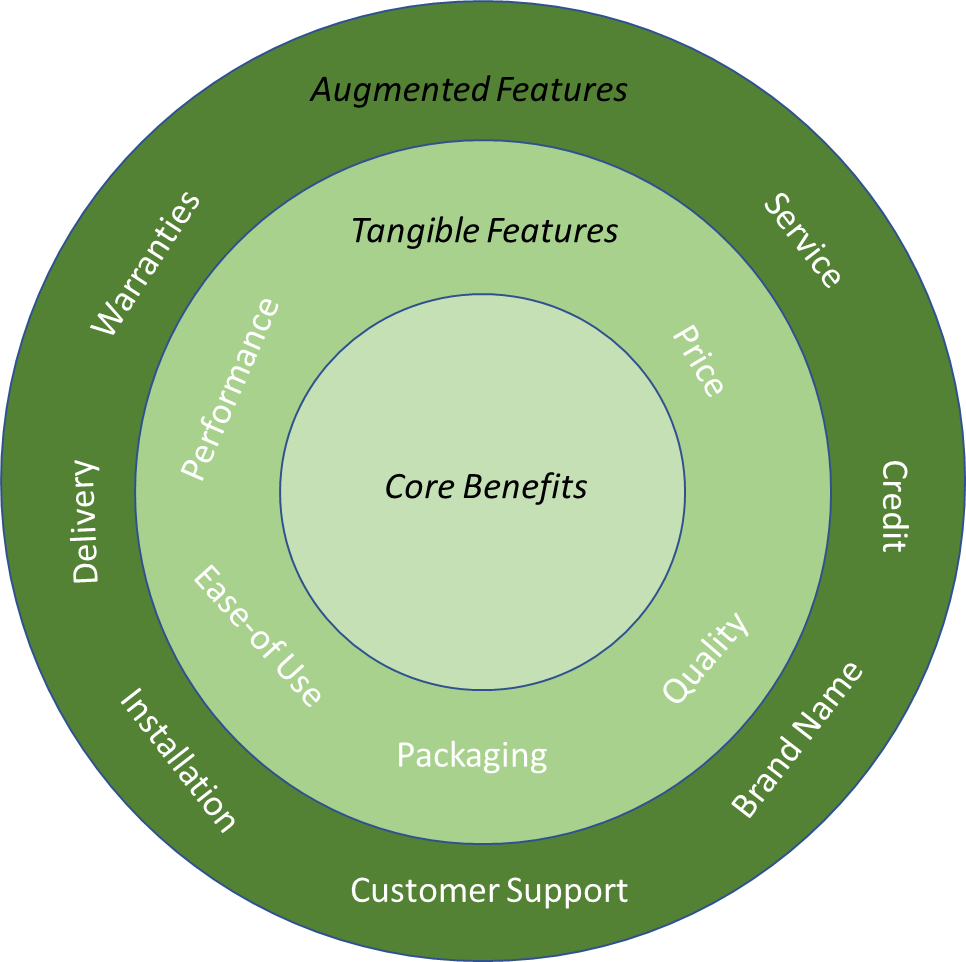 Augmented Features
Warranties
Service
Delivery
Credit
Installation
Brand Name
Customer Support
Tangible Features
Performance
Price
Ease-of Use
Quality
Packaging
Core Benefits